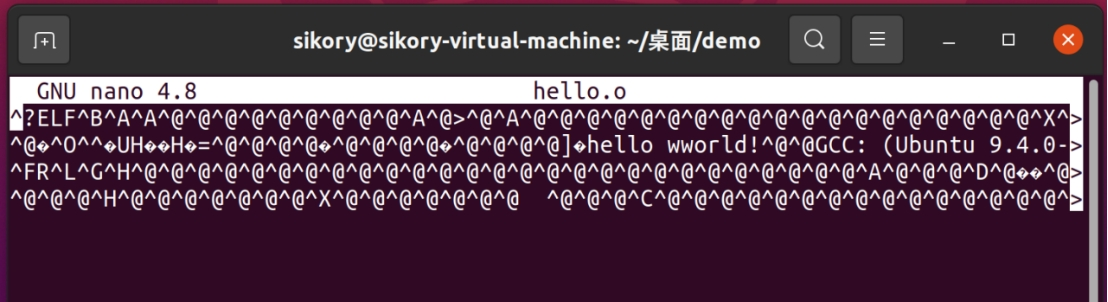 sikory@sikory-virtual-machine: ~/桌面/demo
GNU nano 4.8 hello.o
^?ELF^B^A^A^@^@^@^@^@^@^@^@^@^A^@>^@^A^@^@^@^@^@^@^@^@^@^@^@^@^@^@^@^@^@^@^@^X^>
^@�^O^^�UH��H�=^@^@^@^@�^@^@^@^@�^@^@^@^@]�hello wworld!^@^@GCC: (Ubuntu 9.4.0->
^FR^L^G^H^@^@^@^@^@^@^@^@^@^@^@^@^@^@^@^@^@^@^@^@^@^@^@^@^@^@^@^A^@^@^@^D^@��^@>
^@^@^@^H^@^@^@^@^@^@^@^X^@^@^@^@^@^@^@ ^@^@^@^C^@^@^@^@^@^@^@^@^@^@^@^@^@^@^@^>